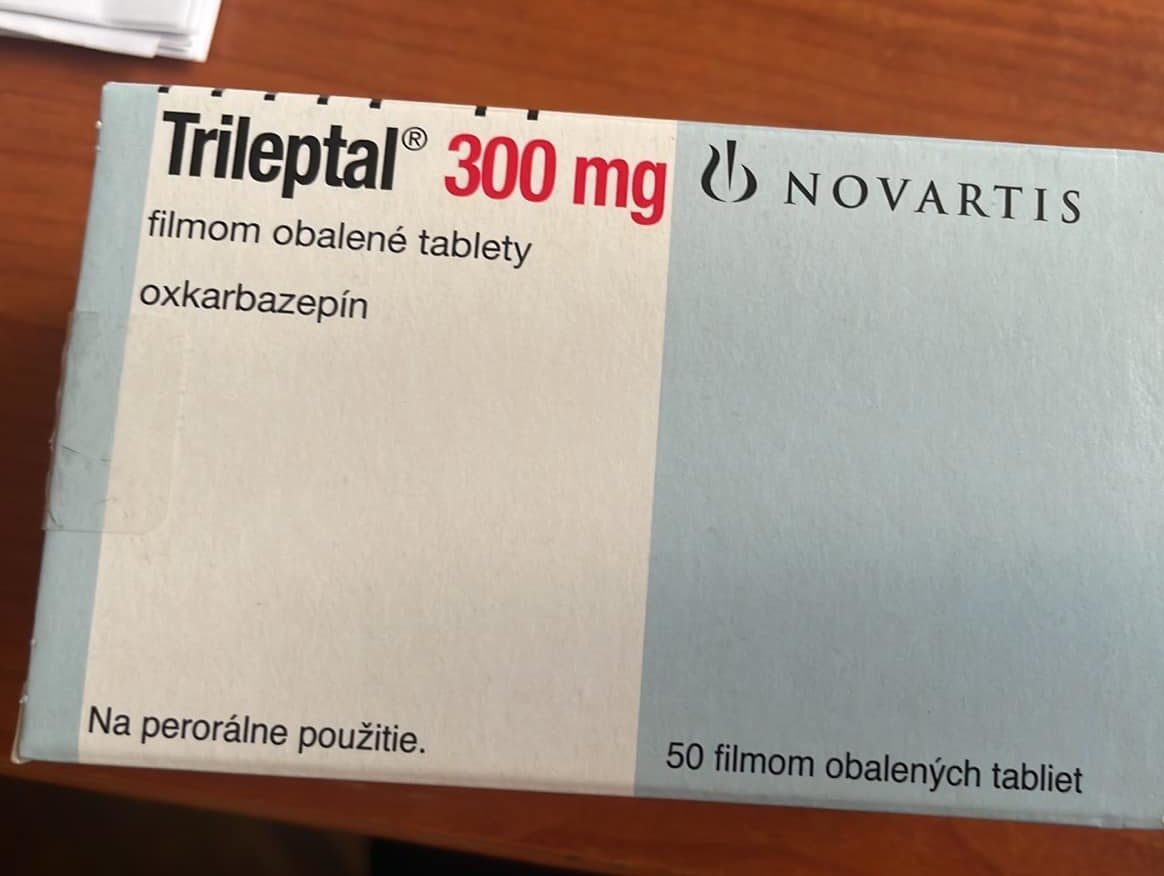 Trileptal® 300 mg
filmom obalené tablety
oxkarbazepín
Na perorálne použitie.
NOVARTIS
50 filmom obalených tabliet